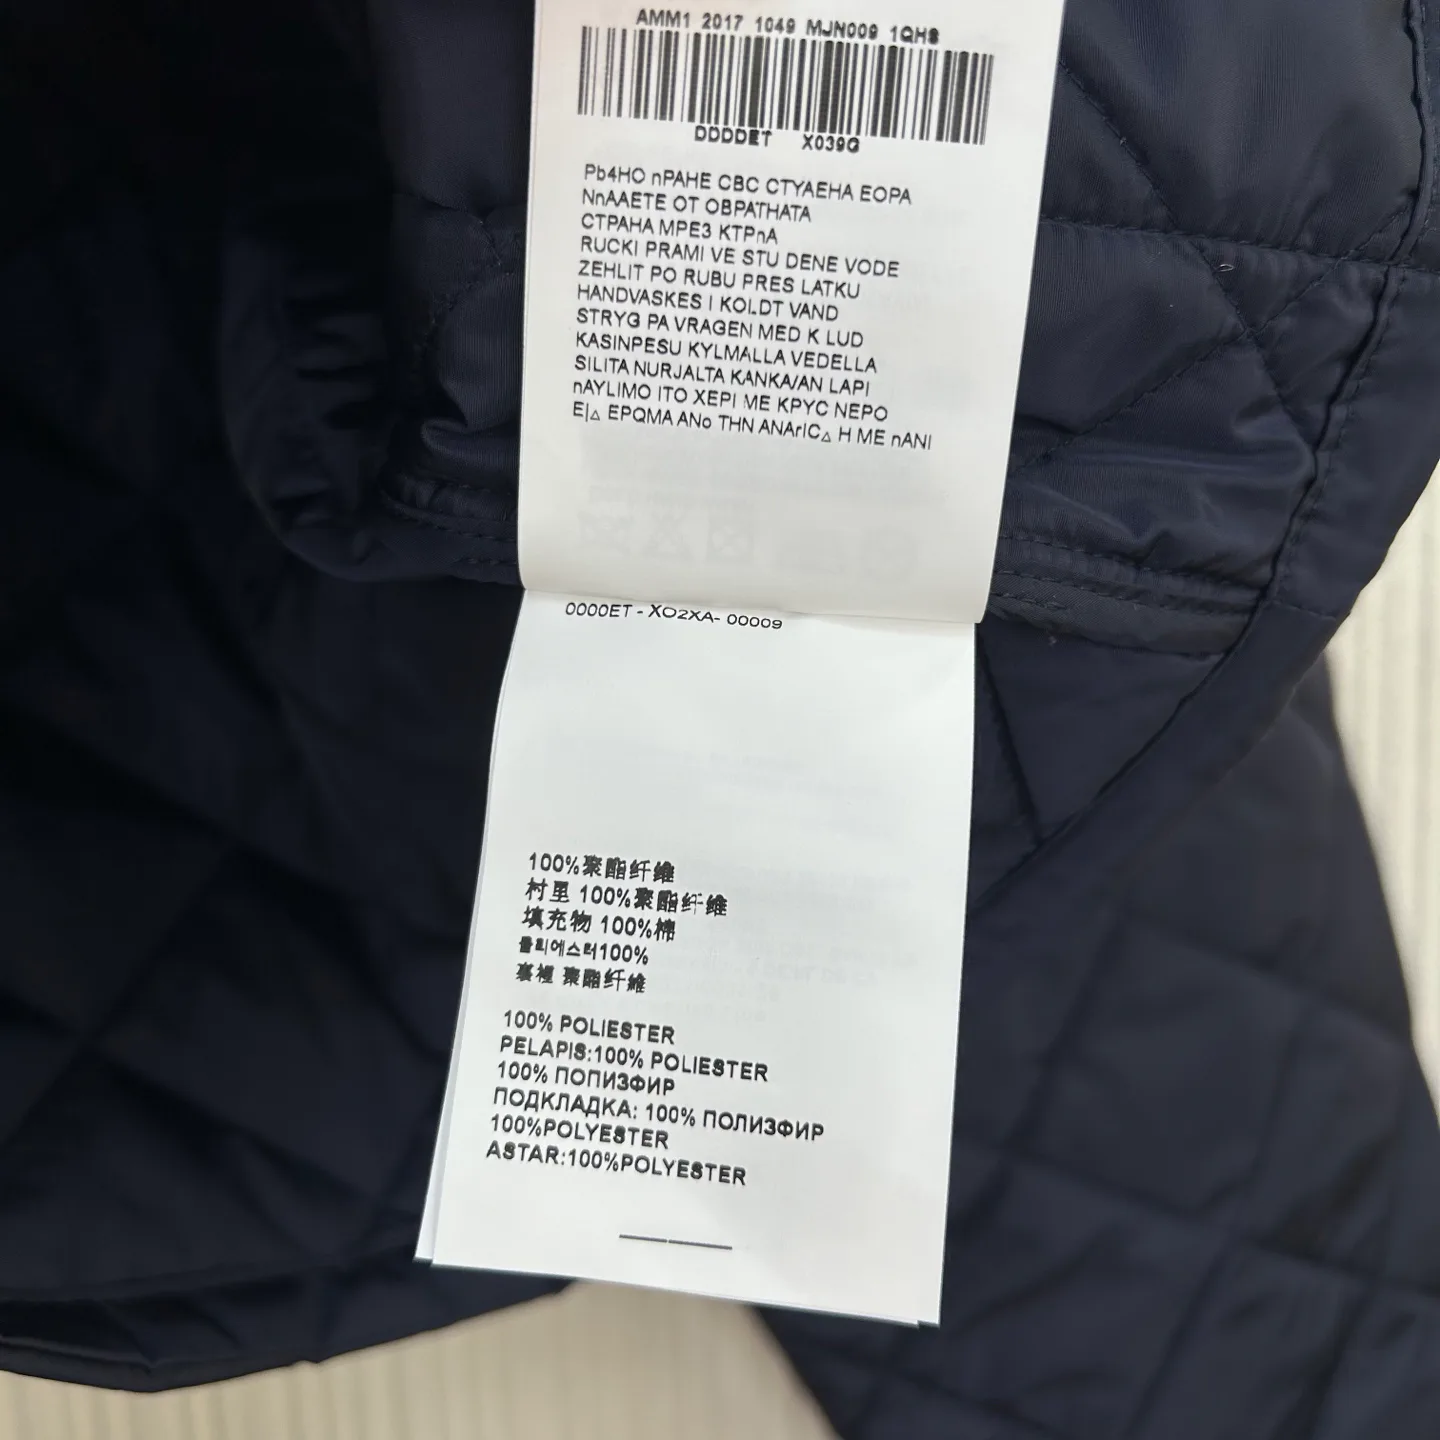 AMM1 2017 1049 MJN009 1QHS
DDDDET X039G
Pb4HO nPAHE CBC CTYAEHA EOPA
NnAAETE OT OBPATHATA
CTPAHA MPE3 KTPnA
RUCKI PRAMI VE STU DENE VODE
ZEHLIT PO RUBU PRES LATKU
HANDVASKES I KOLDT VAND
STRYG PA VRAGEN MED K LUD
KASINPESU KYLMALLA VEDELLA
SILITA NURJALTA KANKA/AN LAPI
nAYLIMO ITO XEPI ME KPYC NEPO
E|△ EPQMA ANo THN ANArIC△ H ME nANI
0000ET - XO2XA- 00009
100%聚酯纤维
村里 100%聚酯纤维
填充物 100%棉
폴리에스터100%
裏裡 聚酯纤维
100% POLIESTER
PELAPIS:100% POLIESTER
100% ПОПИЗФИР
ПОДКЛАДКА: 100% ПОЛИЗФИР
100%POLYESTER
ASTAR:100%POLYESTER